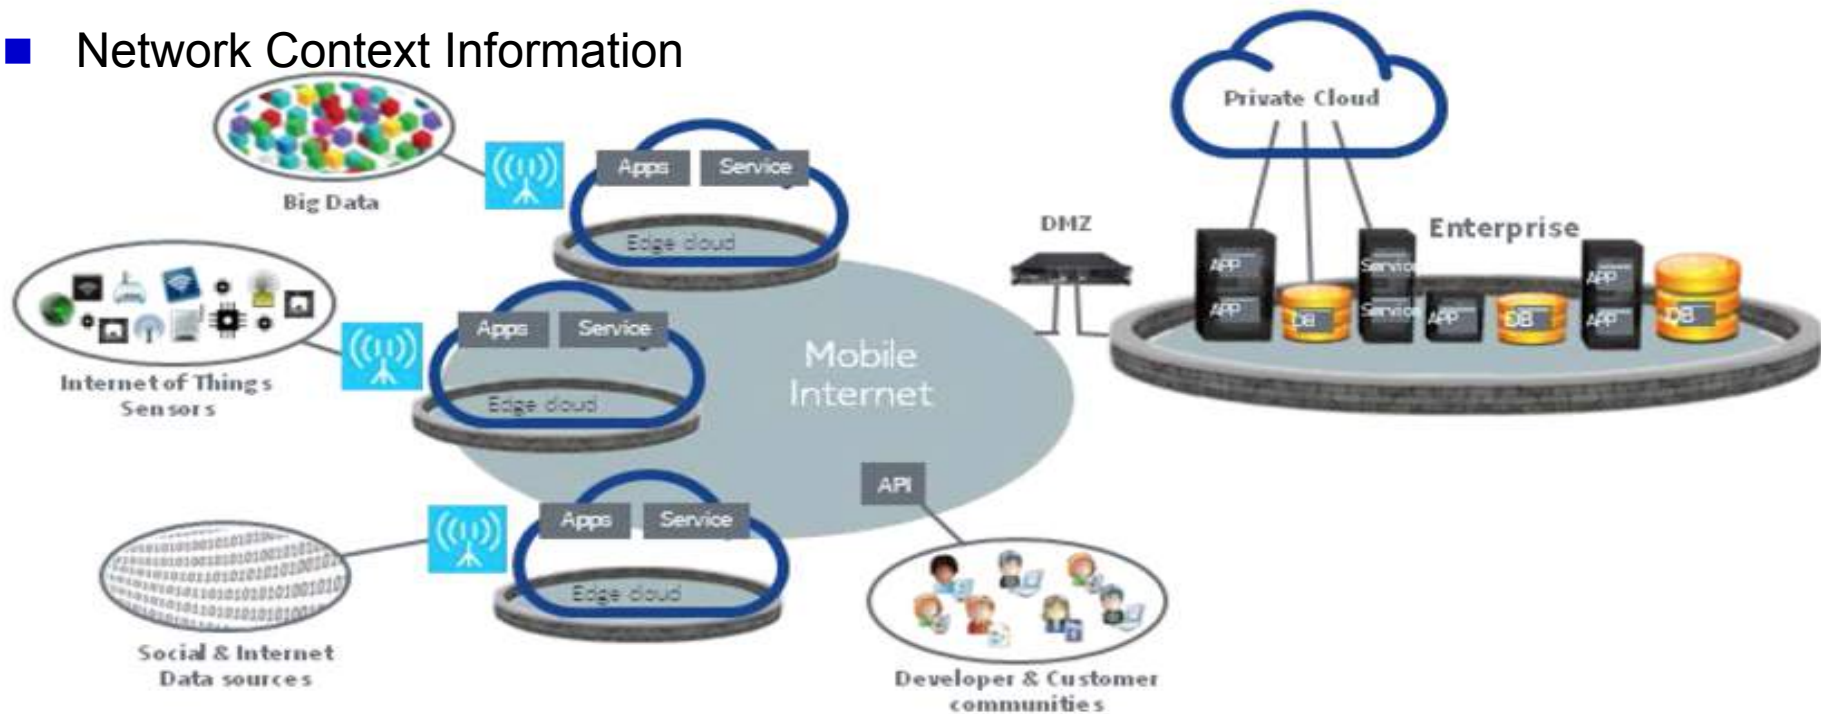 Network Context Information
Private Cloud
Apps
Service
Big Data
Edge cloud
DMZ
Enterprise
APP
APP
DB
Service
Service
APP
DB
APP
APP
DB
Apps
Service
Mobile
Internet
Internet of Things
Sensors
Edge cloud
API
Apps
Service
Edge cloud
Social & Internet
Data sources
Developer & Customer
communities